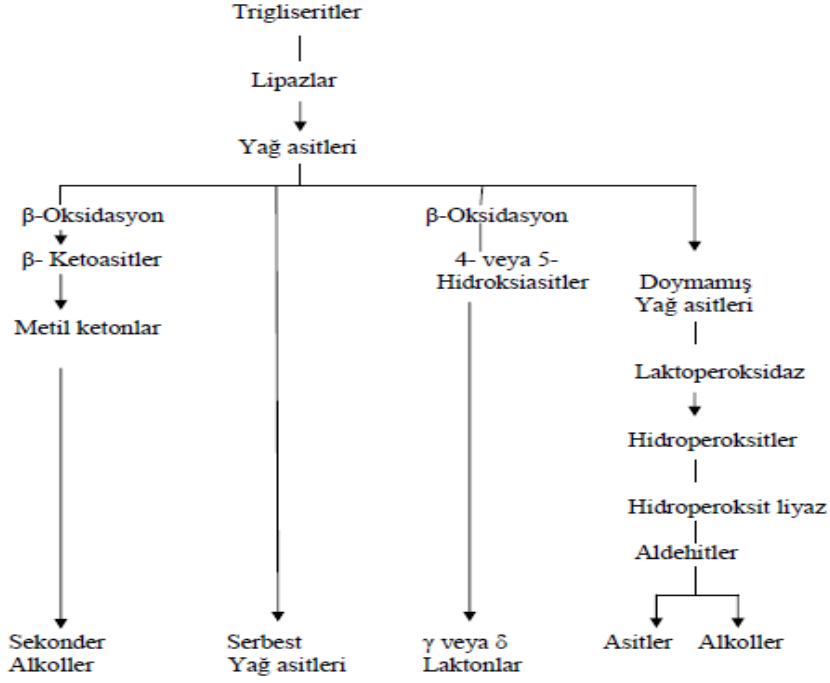 Trigliseritler
Lipazlar
Yağ asitleri
β-Oksidasyon
β- Ketoasitler
Metil ketonlar
Sekonder
Alkoller
Serbest
Yağ asitleri
β-Oksidasyon
4- veya 5-
Hidroksiasitler
γ veya δ
Laktonlar
Doymamış
Yağ asitleri
Laktoperoksidaz
Hidroperoksitler
Hidroperoksit liyaz
Aldehitler
Asitler
Alkoller